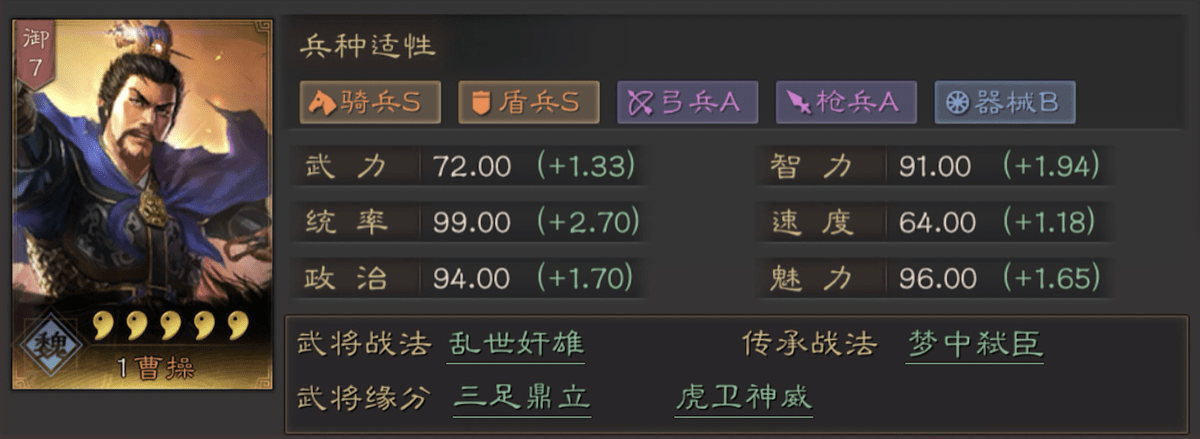 御
7
魏
1曹操
兵种适性
骑兵S 盾兵S 弓兵A 枪兵A 器械B
武力 72.00 (+1.33) 智力 91.00 (+1.94)
统率 99.00 (+2.70) 速度 64.00 (+1.18)
政治 94.00 (+1.70) 魅力 96.00 (+1.65)
武将战法 乱世奸雄 传承战法 梦中弑臣
武将缘分 三足鼎立 虎卫神威